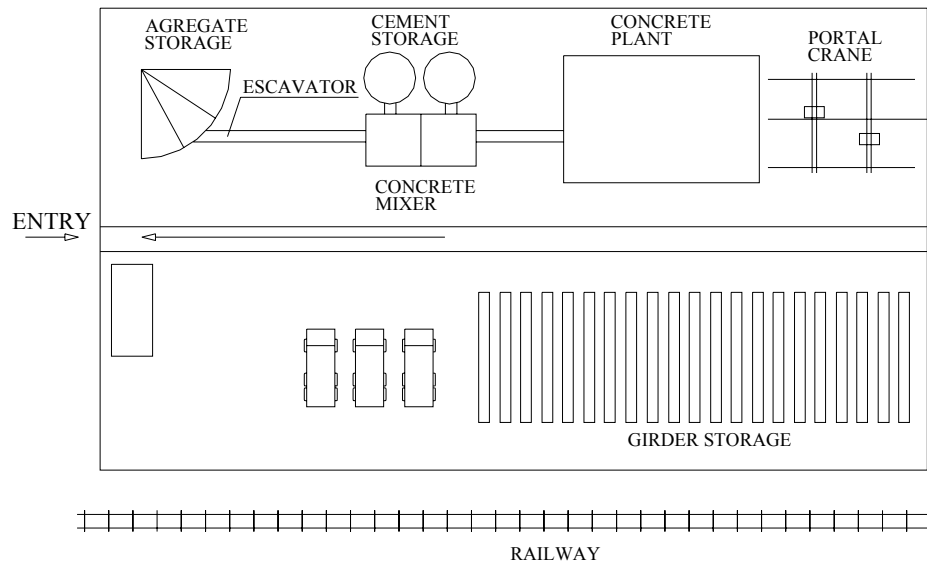 AGREGATE
STORAGE
CEMENT
STORAGE
CONCRETE
PLANT
PORTAL
CRANE
ESCAVATOR
CONCRETE
MIXER
ENTRY
GIRDER STORAGE
RAILWAY